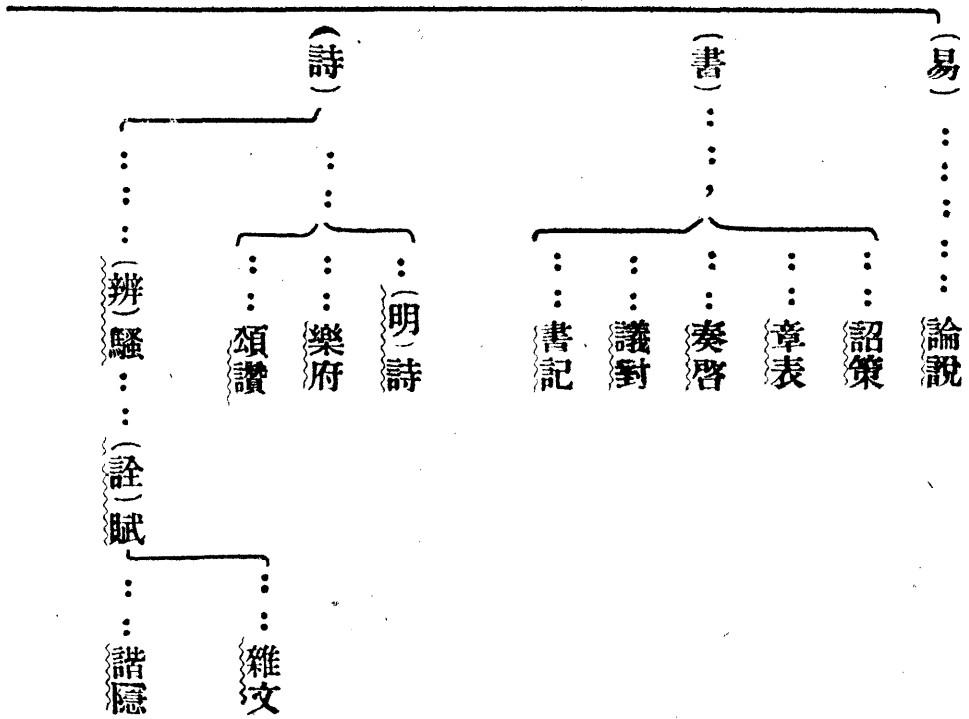 (易)……………論說
(書)………
詔策
章表
奏啓
議對
書記
(詩)
(明)詩
樂府
頌讚
(辨)騷……(詮)賦
雜文
諧隱